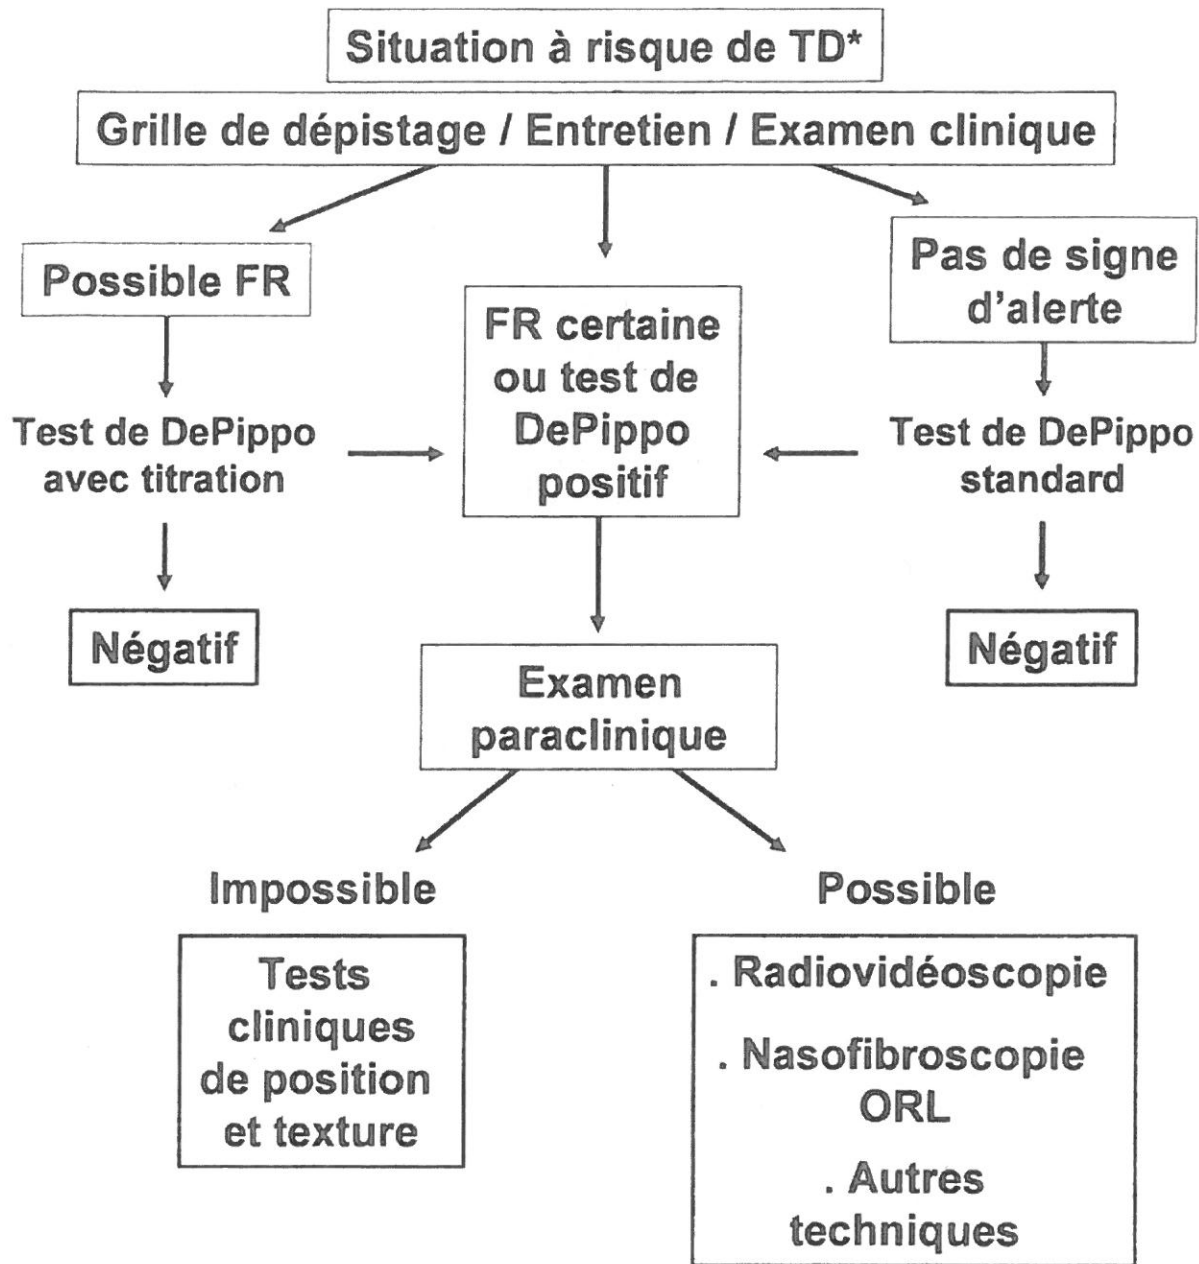 Situation à risque de TD*
Grille de dépistage / Entretien / Examen clinique
Possible FR
FR certaine
ou test de
DePippo
positif
Pas de signe
d'alerte
Test de DePippo
avec titration
Test de DePippo
standard
Négatif
Négatif
Examen
paraclinique
Impossible
Possible
Tests
cliniques
de position
et texture
. Radiovidéoscopie
. Nasofibroscopie
ORL
. Autres
techniques